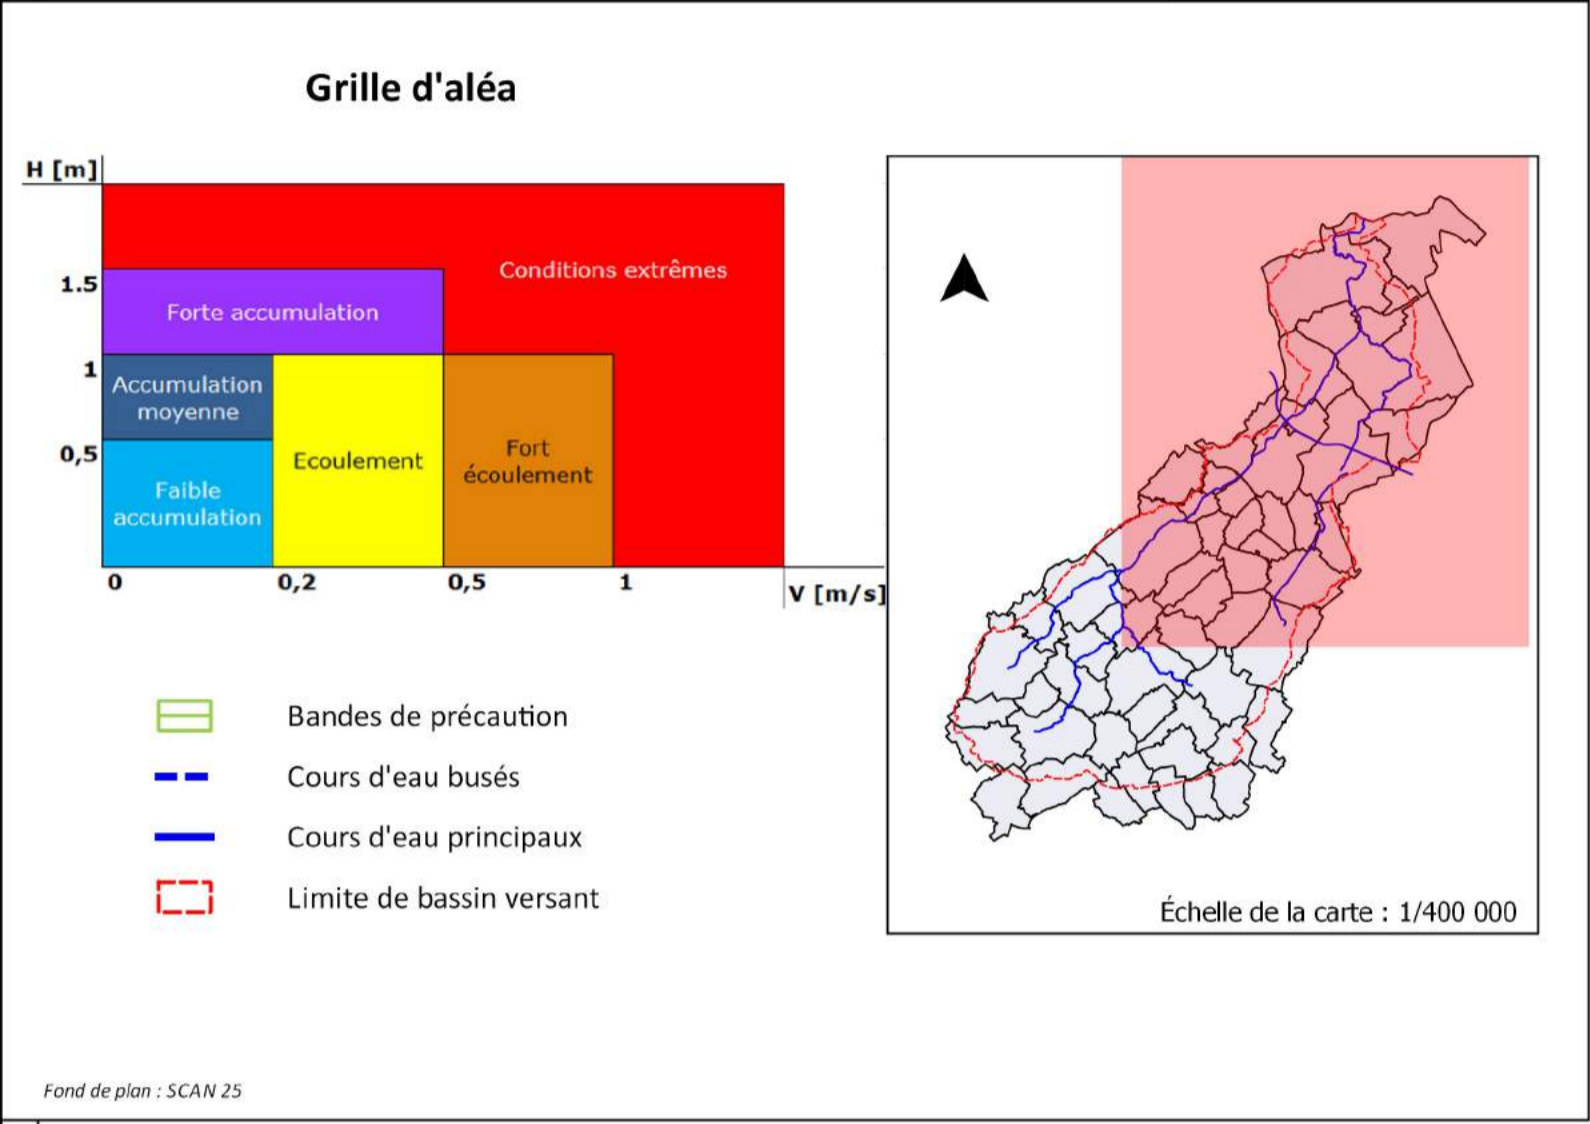 Grille d'aléa
H [m]
1.5
Conditions extrêmes
Forte accumulation
1
Accumulation
moyenne
0,5
Ecoulement
Fort
écoulement
Faible
accumulation
0
0,2
0,5
1
V [m/s]
Bandes de précaution
Cours d'eau busés
Cours d'eau principaux
Limite de bassin versant
Échelle de la carte : 1/400 000
Fond de plan : SCAN 25